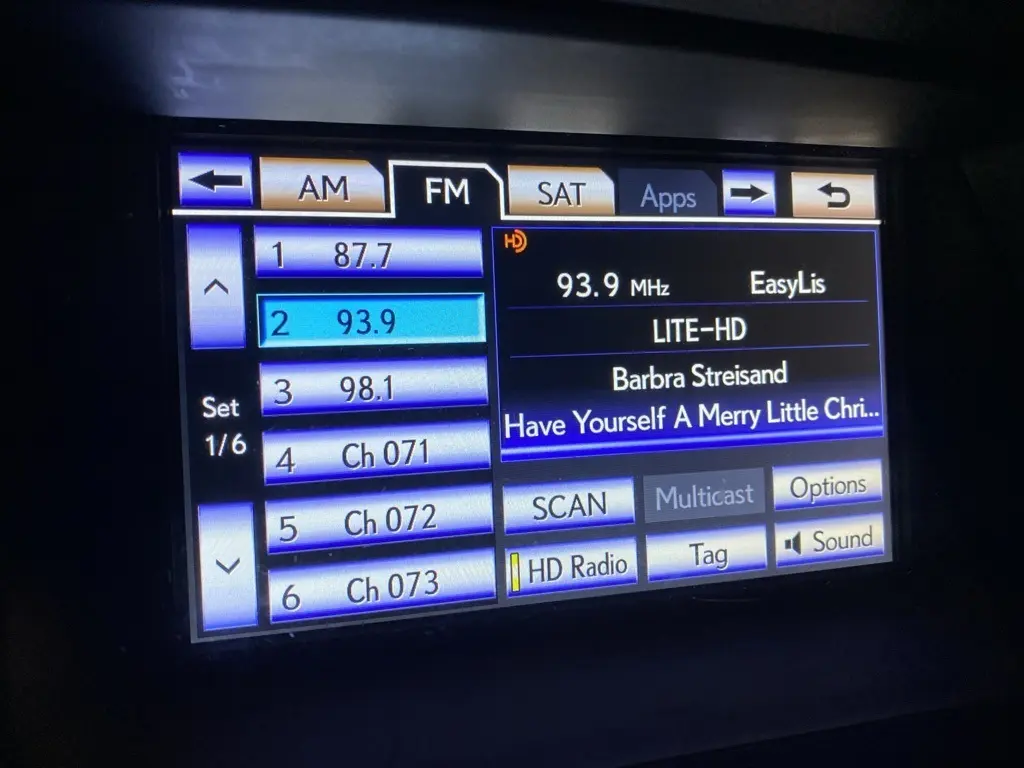 AM FM SAT Apps
1 87.7
2 93.9
3 98.1
4 Ch 071
5 Ch 072
6 Ch 073
Set
1/6
HD
93.9 MHz EasyLis
LITE-HD
Barbra Streisand
Have Yourself A Merry Little Chri...
SCAN Multicast Options
HD Radio Tag Sound